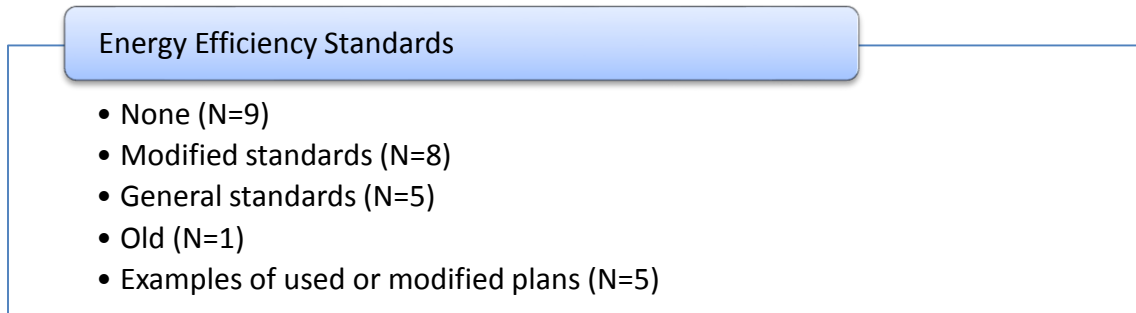 Energy Efficiency Standards
• None (N=9)
• Modified standards (N=8)
• General standards (N=5)
• Old (N=1)
• Examples of used or modified plans (N=5)